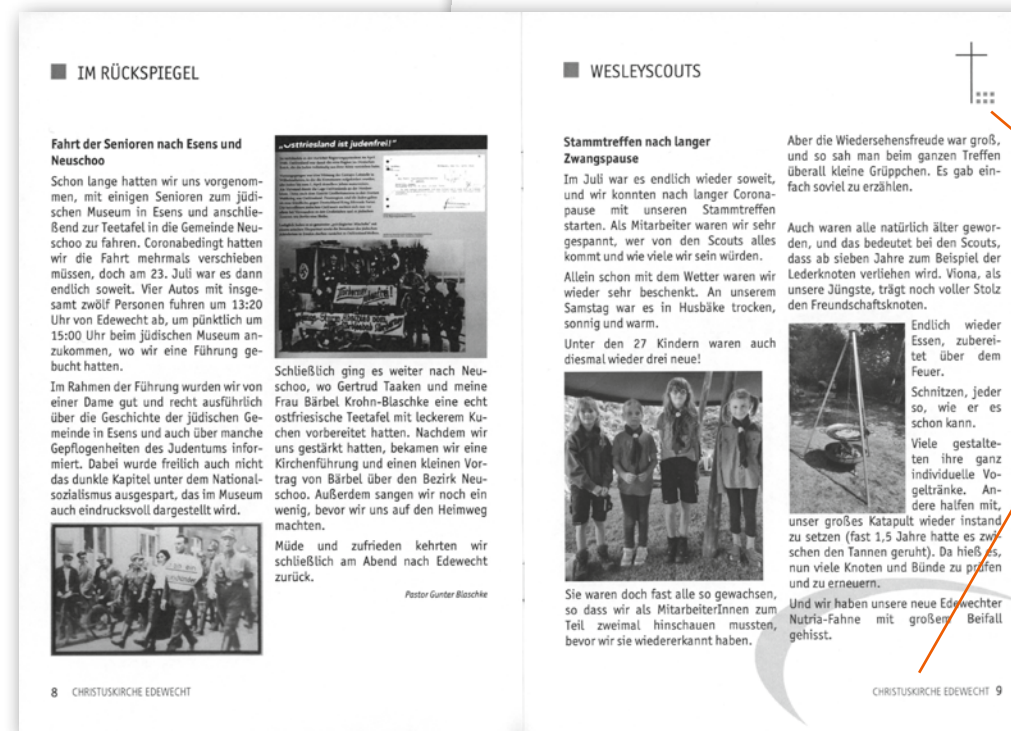 IM RÜCKSPIEGEL
Fahrt der Senioren nach Esens und
Neuschoo
Schon lange hatten wir uns vorgenom-
men, mit einigen Senioren zum jüdi-
schen Museum in Esens und anschlie-
ßend zur Teetafel in die Gemeinde Neu-
schoo zu fahren. Coronabedingt hatten
wir die Fahrt mehrmals verschieben
müssen, doch am 23. Juli war es dann
endlich soweit. Vier Autos mit insge-
samt zwölf Personen fuhren um 13:20
Uhr von Edewecht ab, um pünktlich um
15:00 Uhr beim jüdischen Museum an-
zukommen, wo wir eine Führung ge-
bucht hatten.
Im Rahmen der Führung wurden wir von
einer Dame gut und recht ausführlich
über die Geschichte der jüdischen Ge-
meinde in Esens und auch über manche
Gepflogenheiten des Judentums infor-
miert. Dabei wurde freilich auch nicht
das dunkle Kapitel unter dem National-
sozialismus ausgespart, das im Museum
auch eindrucksvoll dargestellt wird.
„Ostfriesland ist judenfrei!"
Schließlich ging es weiter nach Neu-
schoo, wo Gertrud Taaken und meine
Frau Bärbel Krohn-Blaschke eine echt
ostfriesische Teetafel mit leckerem Ku-
chen vorbereitet hatten. Nachdem wir
uns gestärkt hatten, bekamen wir eine
Kirchenführung und einen kleinen Vor-
trag von Bärbel über den Bezirk Neu-
schoo. Außerdem sangen wir noch ein
wenig, bevor wir uns auf den Heimweg
machten.
Müde und zufrieden kehrten wir
schließlich am Abend nach Edewecht
zurück.
Pastor Gunter Blaschke
8 CHRISTUSKIRCHE EDEWECHT
WESLEYSCOUTS
Stammtreffen nach langer
Zwangspause
Im Juli war es endlich wieder soweit,
und wir konnten nach langer Corona-
pause mit unseren Stammtreffen
starten. Als Mitarbeiter waren wir sehr
gespannt, wer von den Scouts alles
kommt und wie viele wir sein würden.
Allein schon mit dem Wetter waren wir
wieder sehr beschenkt. An unserem
Samstag war es in Husbäke trocken,
sonnig und warm.
Unter den 27 Kindern waren auch
diesmal wieder drei neue!
Sie waren doch fast alle so gewachsen,
so dass wir als MitarbeiterInnen zum
Teil zweimal hinschauen mussten,
bevor wir sie wiedererkannt haben.
Aber die Wiedersehensfreude war groß,
und so sah man beim ganzen Treffen
überall kleine Grüppchen. Es gab ein-
fach soviel zu erzählen.
Auch waren alle natürlich älter gewor-
den, und das bedeutet bei den Scouts,
dass ab sieben Jahre zum Beispiel der
Lederknoten verliehen wird. Viona, als
unsere Jüngste, trägt noch voller Stolz
den Freundschaftsknoten.
Endlich wieder
Essen, zuberei-
tet über dem
Feuer.
Schnitzen, jeder
so, wie er es
schon kann.
Viele gestalte-
ten ihre ganz
individuelle Vo-
geltränke. An-
dere halfen mit,
unser großes Katapult wieder instand
zu setzen (fast 1,5 Jahre hatte es zwi-
schen den Tannen geruht). Da hieß es,
nun viele Knoten und Bünde zu prüfen
und zu erneuern.
Und wir haben unsere neue Edewechter
Nutria-Fahne mit großem Beifall
gehisst.
CHRISTUSKIRCHE EDEWECHT 9